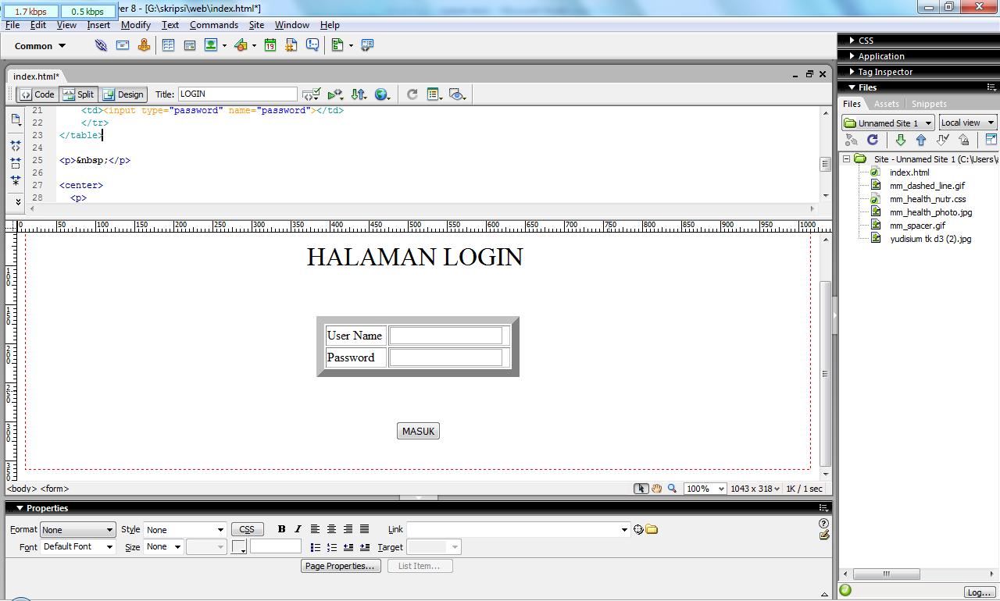 1.7 kbps 0.5 kbps ver 8 - [G:\skripsi\web\index.html*]
File Edit View Insert Modify Text Commands Site Window Help
Common
19
index.html*
Code Split Design Title: LOGIN
21 <td><input type="password" name="password"></td>
22 </tr>
23 </table>
24
25 <p>&nbsp;</p>
26
27 <center>
28 <p>
0 50 100 150 200 250 300 350 400 450 500 550 600 650 700 750 800 850 900 950 1000
100
150
200
250
300
350
HALAMAN LOGIN
User Name
Password
MASUK
<body> <form> 100% 1043 x 318 1K / 1 sec
Properties
Format None Style None CSS B I Link
Font Default Font Size None Target
Page Properties... List Item...
CSS
Application
Tag Inspector
Files
Files Assets Snippets
Unnamed Site 1 Local view
Site - Unnamed Site 1 (C:\Users\
index.html
mm_dashed_line.gif
mm_health_nutr.css
mm_health_photo.jpg
mm_spacer.gif
yudisium tk d3 (2).jpg
Log...